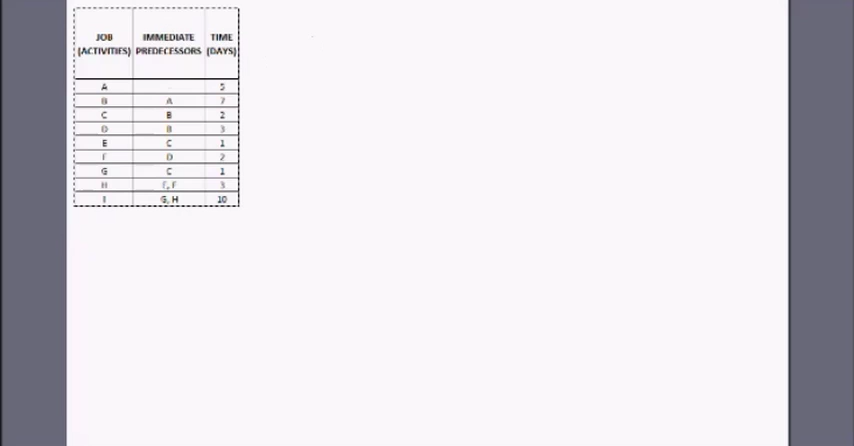 JOB (ACTIVITIES) IMMEDIATE PREDECESSORS TIME (DAYS)
A - 5
B A 7
C B 2
D B 3
E C 1
F D 2
G C 1
H F 3
I G, H 10